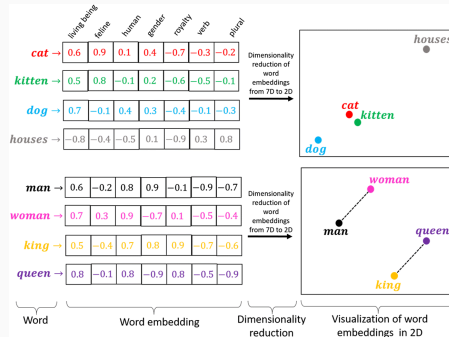 living being feline human gender royalty verb plural
cat → 0.6 0.9 0.1 0.4 −0.7 −0.3 −0.2
kitten → 0.5 0.8 −0.1 0.2 −0.6 −0.5 −0.1
dog → 0.7 −0.1 0.4 0.3 −0.4 −0.1 −0.3
houses → −0.8 −0.4 −0.5 0.1 −0.9 0.3 0.8
Dimensionality
reduction of
word
embeddings
from 7D to 2D
houses
cat
kitten
dog
man → 0.6 −0.2 0.8 0.9 −0.1 −0.9 −0.7
woman → 0.7 0.3 0.9 −0.7 0.1 −0.5 −0.4
king → 0.5 −0.4 0.7 0.8 0.9 −0.7 −0.6
queen → 0.8 −0.1 0.8 −0.9 0.8 −0.5 −0.9
Dimensionality
reduction of
word
embeddings
from 7D to 2D
woman
man
queen
king
Word
Word embedding
Dimensionality
reduction
Visualization of word
embeddings in 2D